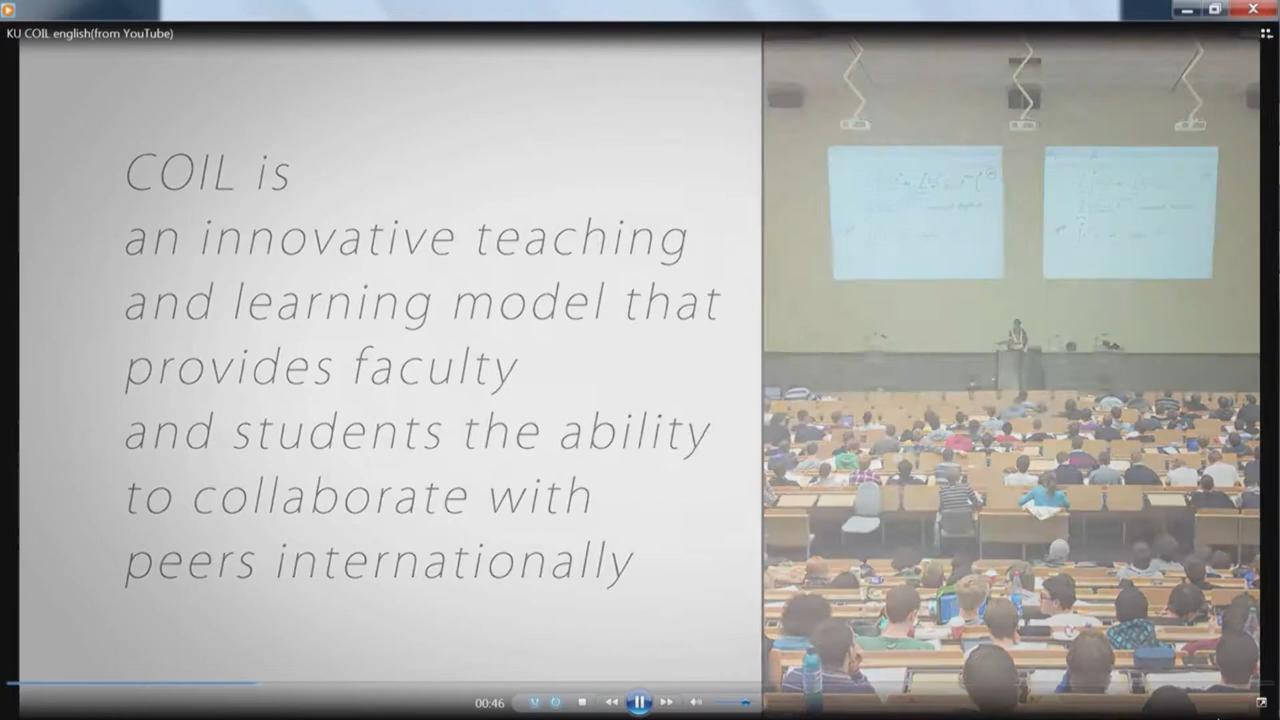 KU COIL english(from YouTube)
COIL is
an innovative teaching
and learning model that
provides faculty
and students the ability
to collaborate with
peers internationally
00:46